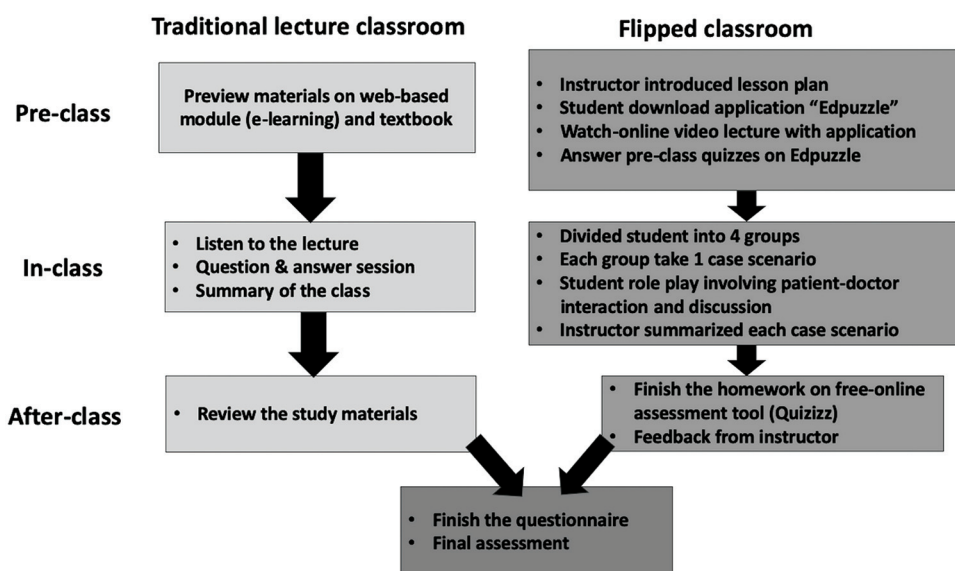 Traditional lecture classroom
Flipped classroom
Pre-class
Preview materials on web-based
module (e-learning) and textbook
• Instructor introduced lesson plan
• Student download application “Edpuzzle”
• Watch-online video lecture with application
• Answer pre-class quizzes on Edpuzzle
In-class
• Listen to the lecture
• Question & answer session
• Summary of the class
• Divided student into 4 groups
• Each group take 1 case scenario
• Student role play involving patient-doctor
interaction and discussion
• Instructor summarized each case scenario
After-class
• Review the study materials
• Finish the homework on free-online
assessment tool (Quizizz)
• Feedback from instructor
• Finish the questionnaire
• Final assessment